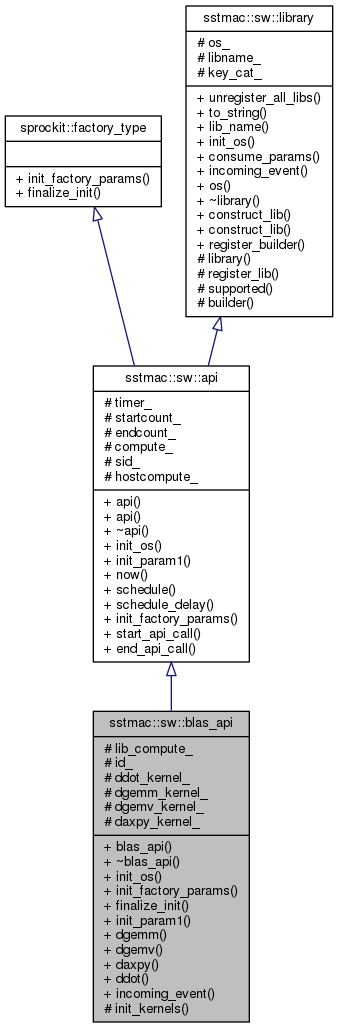 sstmac::sw::library
# os_
# libname_
# key_cat_
+ unregister_all_libs()
+ to_string()
+ lib_name()
+ init_os()
+ consume_params()
+ incoming_event()
+ os()
+ ~library()
+ construct_lib()
+ construct_lib()
+ register_builder()
# library()
# register_lib()
# supported()
# builder()
sprockit::factory_type
+ init_factory_params()
+ finalize_init()
sstmac::sw::api
# timer_
# startcount_
# endcount_
# compute_
# sid_
# hostcompute_
+ api()
+ api()
+ ~api()
+ init_os()
+ init_param1()
+ now()
+ schedule()
+ schedule_delay()
+ init_factory_params()
+ start_api_call()
+ end_api_call()
sstmac::sw::blas_api
# lib_compute_
# id_
# ddot_kernel_
# dgemm_kernel_
# dgemv_kernel_
# daxpy_kernel_
+ blas_api()
+ ~blas_api()
+ init_os()
+ init_factory_params()
+ finalize_init()
+ init_param1()
+ dgemm()
+ dgemv()
+ daxpy()
+ ddot()
+ incoming_event()
# init_kernels()